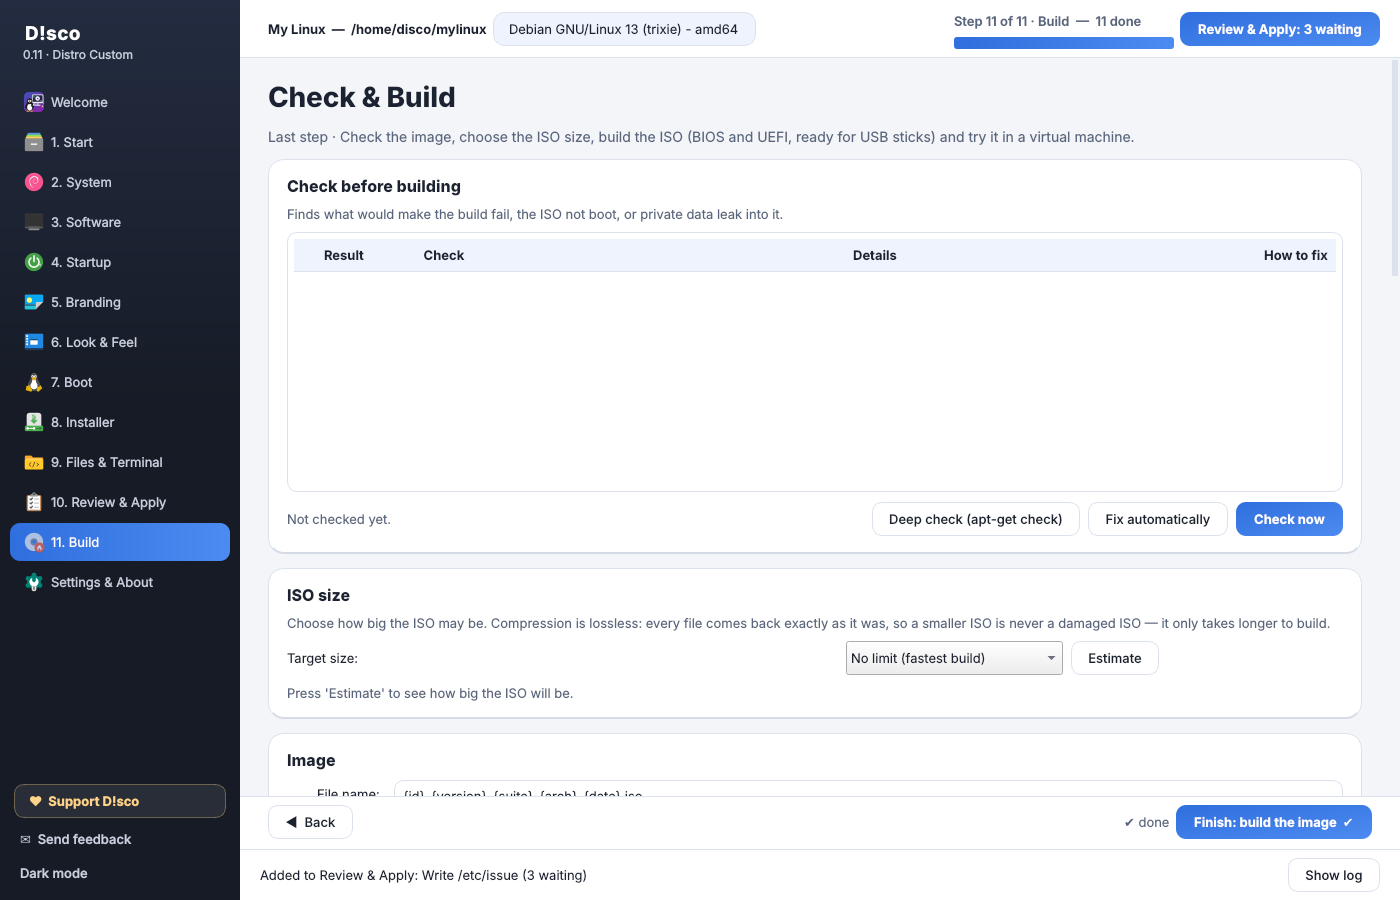 D!sco
0.11 · Distro Custom
Welcome
1. Start
2. System
3. Software
4. Startup
5. Branding
6. Look & Feel
7. Boot
8. Installer
9. Files & Terminal
10. Review & Apply
11. Build
Settings & About
♥ Support D!sco
✉ Send feedback
Dark mode
My Linux — /home/disco/mylinux
Debian GNU/Linux 13 (trixie) - amd64
Step 11 of 11 · Build — 11 done
Review & Apply: 3 waiting
Check & Build
Last step · Check the image, choose the ISO size, build the ISO (BIOS and UEFI, ready for USB sticks) and try it in a virtual machine.
Check before building
Finds what would make the build fail, the ISO not boot, or private data leak into it.
Result Check Details How to fix
Not checked yet.
Deep check (apt-get check)
Fix automatically
Check now
ISO size
Choose how big the ISO may be. Compression is lossless: every file comes back exactly as it was, so a smaller ISO is never a damaged ISO — it only takes longer to build.
Target size:
No limit (fastest build)
Estimate
Press 'Estimate' to see how big the ISO will be.
Image
File name: {id}-{version}-{suite}-{arch}-{date}.iso
◀ Back
✔ done
Finish: build the image ✔
Added to Review & Apply: Write /etc/issue (3 waiting)
Show log